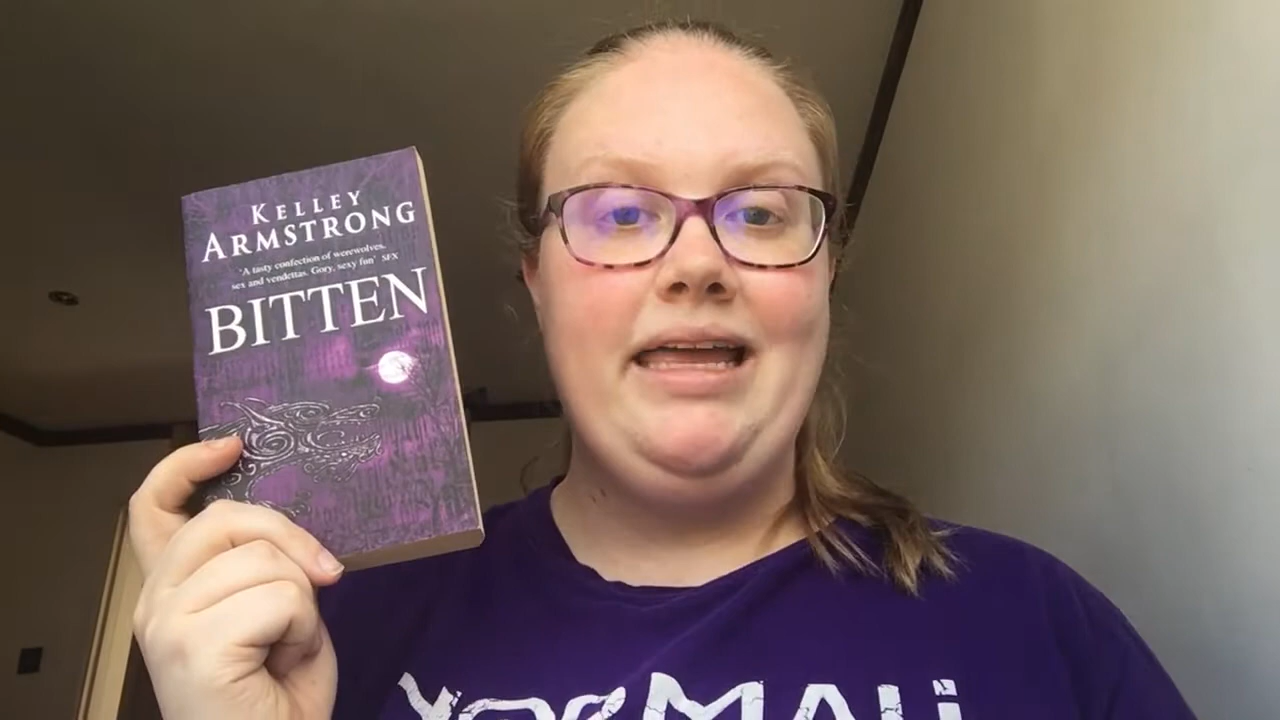 KELLEY
ARMSTRONG
'A tasty confection of werewolves,
sex and vendettas. Gory, sexy fun' SFX
BITTEN